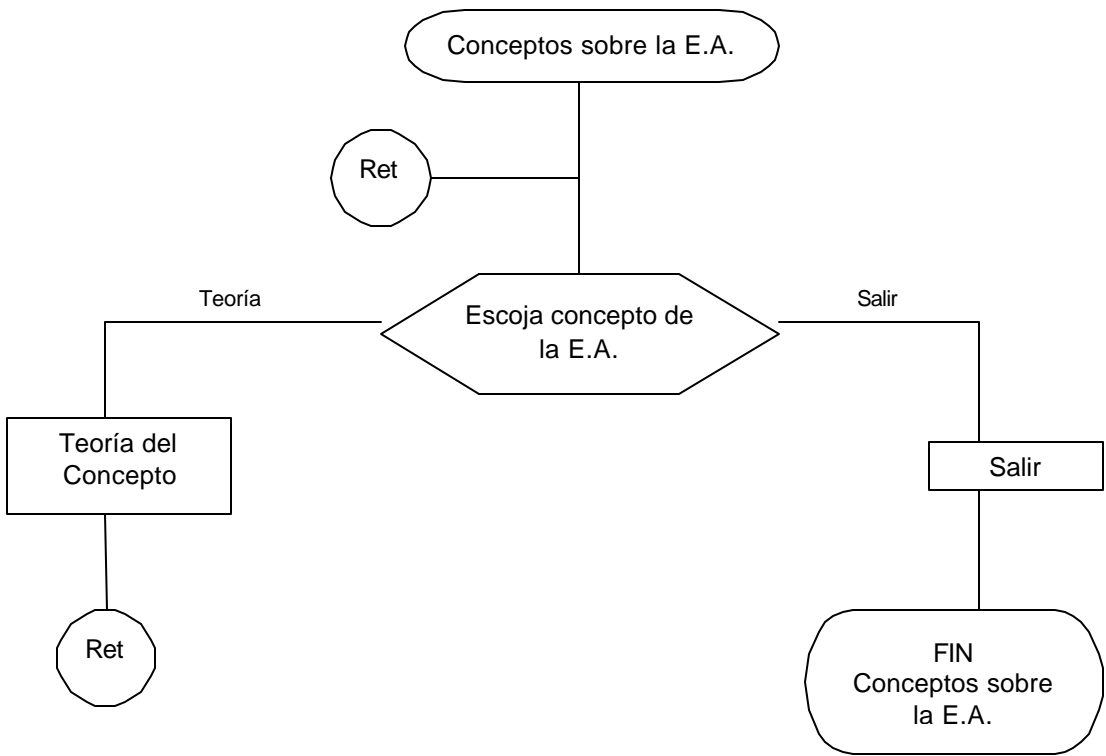 Conceptos sobre la E.A.
Ret
Teoría
Escoja concepto de
la E.A.
Salir
Teoría del
Concepto
Salir
Ret
FIN
Conceptos sobre
la E.A.